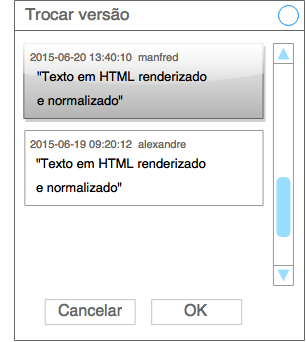 Trocar versão
2015-06-20 13:40:10 manfred
"Texto em HTML renderizado
e normalizado"
2015-06-19 09:20:12 alexandre
"Texto em HTML renderizado
e normalizado"
Cancelar OK